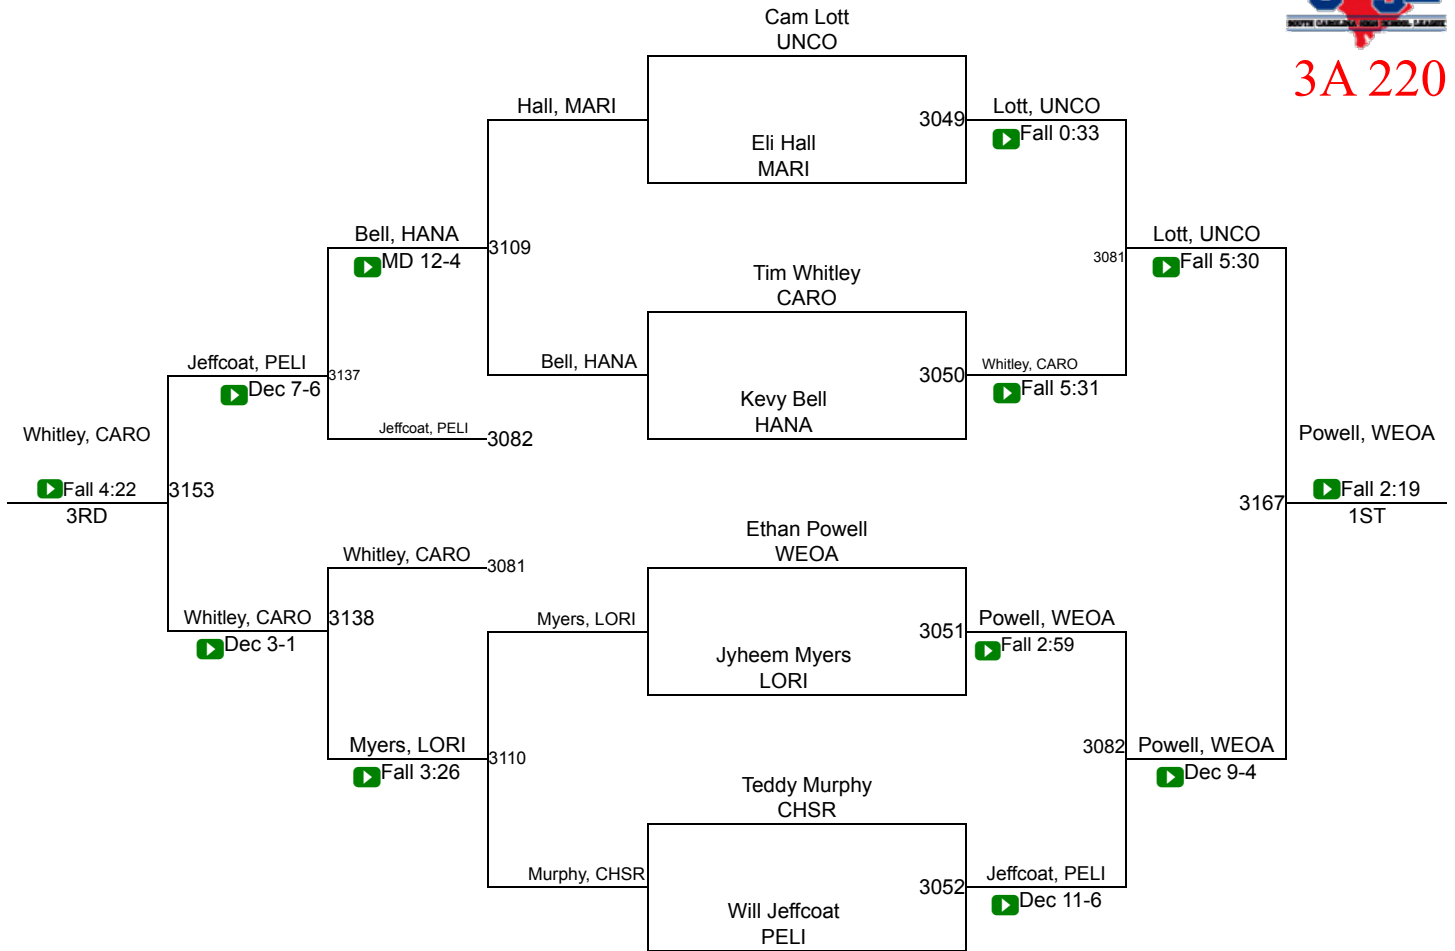 Cam Lott
UNCO
SOUTH CAROLINA HIGH SCHOOL LEAGUE
3A 220
Hall, MARI
3049
Lott, UNCO
Fall 0:33
Eli Hall
MARI
Bell, HANA
MD 12-4
3109
3081
Lott, UNCO
Fall 5:30
Tim Whitley
CARO
Jeffcoat, PELI
Dec 7-6
3137
Bell, HANA
3050
Whitley, CARO
Fall 5:31
Kevy Bell
HANA
Jeffcoat, PELI
3082
Whitley, CARO
Fall 4:22
3RD
3153
Powell, WEOA
3167
Fall 2:19
1ST
Ethan Powell
WEOA
Whitley, CARO
3081
Whitley, CARO
Dec 3-1
3138
Myers, LORI
3051
Powell, WEOA
Fall 2:59
Jyheem Myers
LORI
Myers, LORI
Fall 3:26
3110
3082
Powell, WEOA
Dec 9-4
Teddy Murphy
CHSR
Murphy, CHSR
3052
Jeffcoat, PELI
Dec 11-6
Will Jeffcoat
PELI